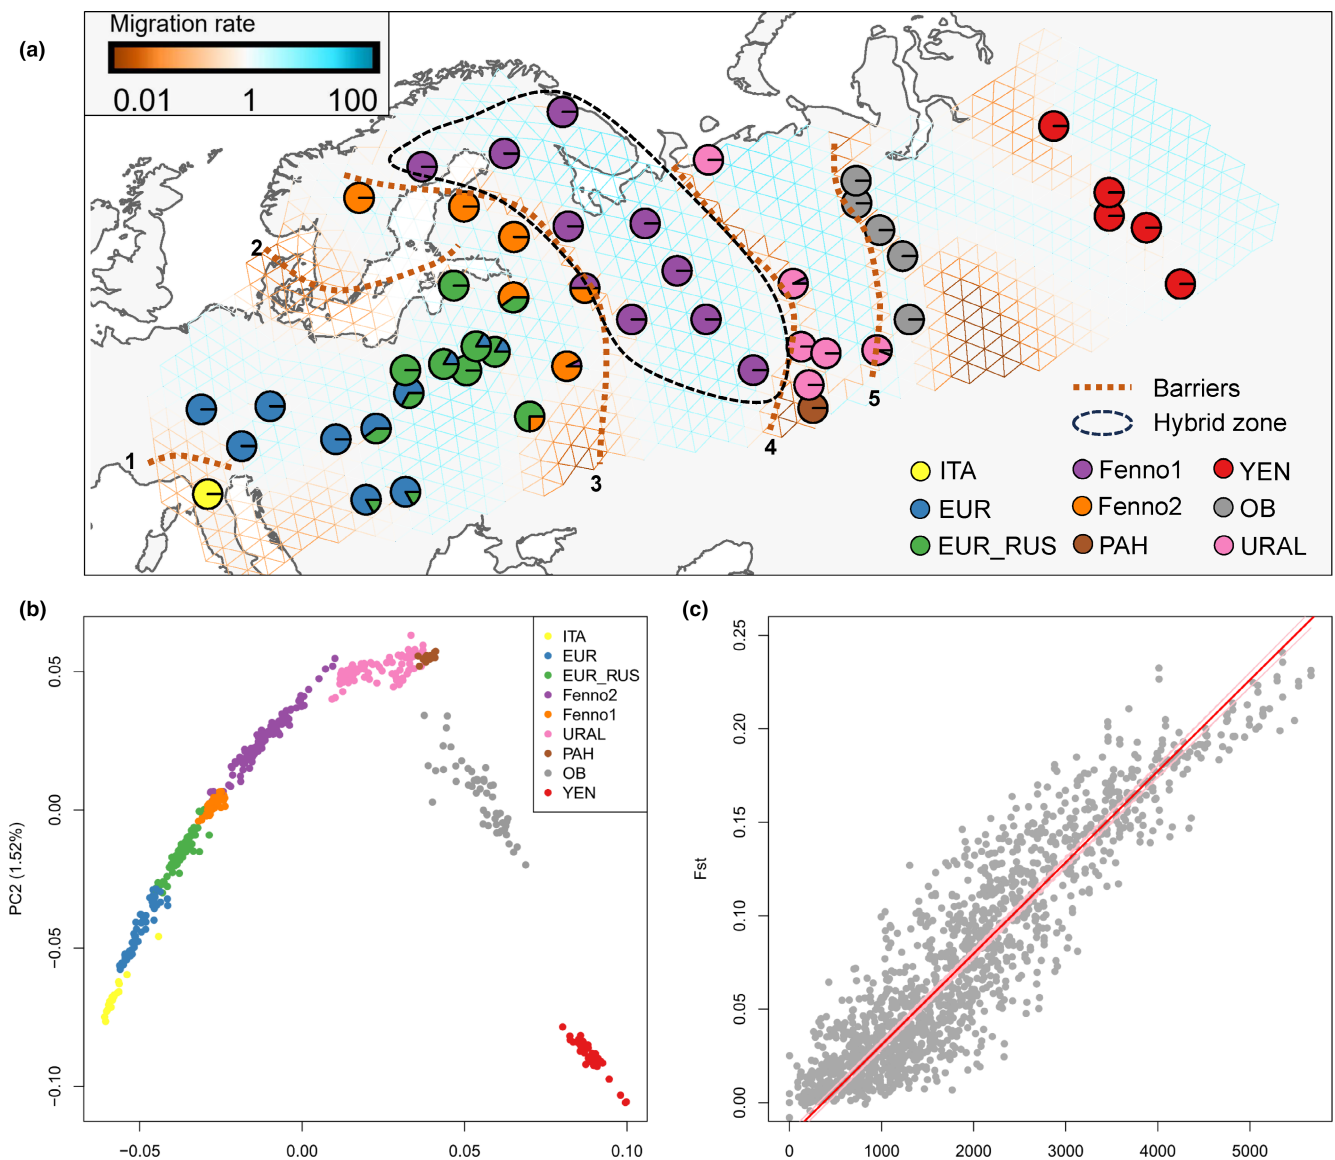 (a)
Migration rate
0.01 1 100
2
1
3
4
5
Barriers
Hybrid zone
ITA
EUR
EUR_RUS
Fenno1
Fenno2
PAH
YEN
OB
URAL
(b)
ITA
EUR
EUR_RUS
Fenno2
Fenno1
URAL
PAH
OB
YEN
PC2 (1.52%)
0.05
0.00
−0.05
−0.10
−0.05 0.00 0.05 0.10
(c)
Fst
0.25
0.20
0.15
0.10
0.05
0.00
0 1000 2000 3000 4000 5000